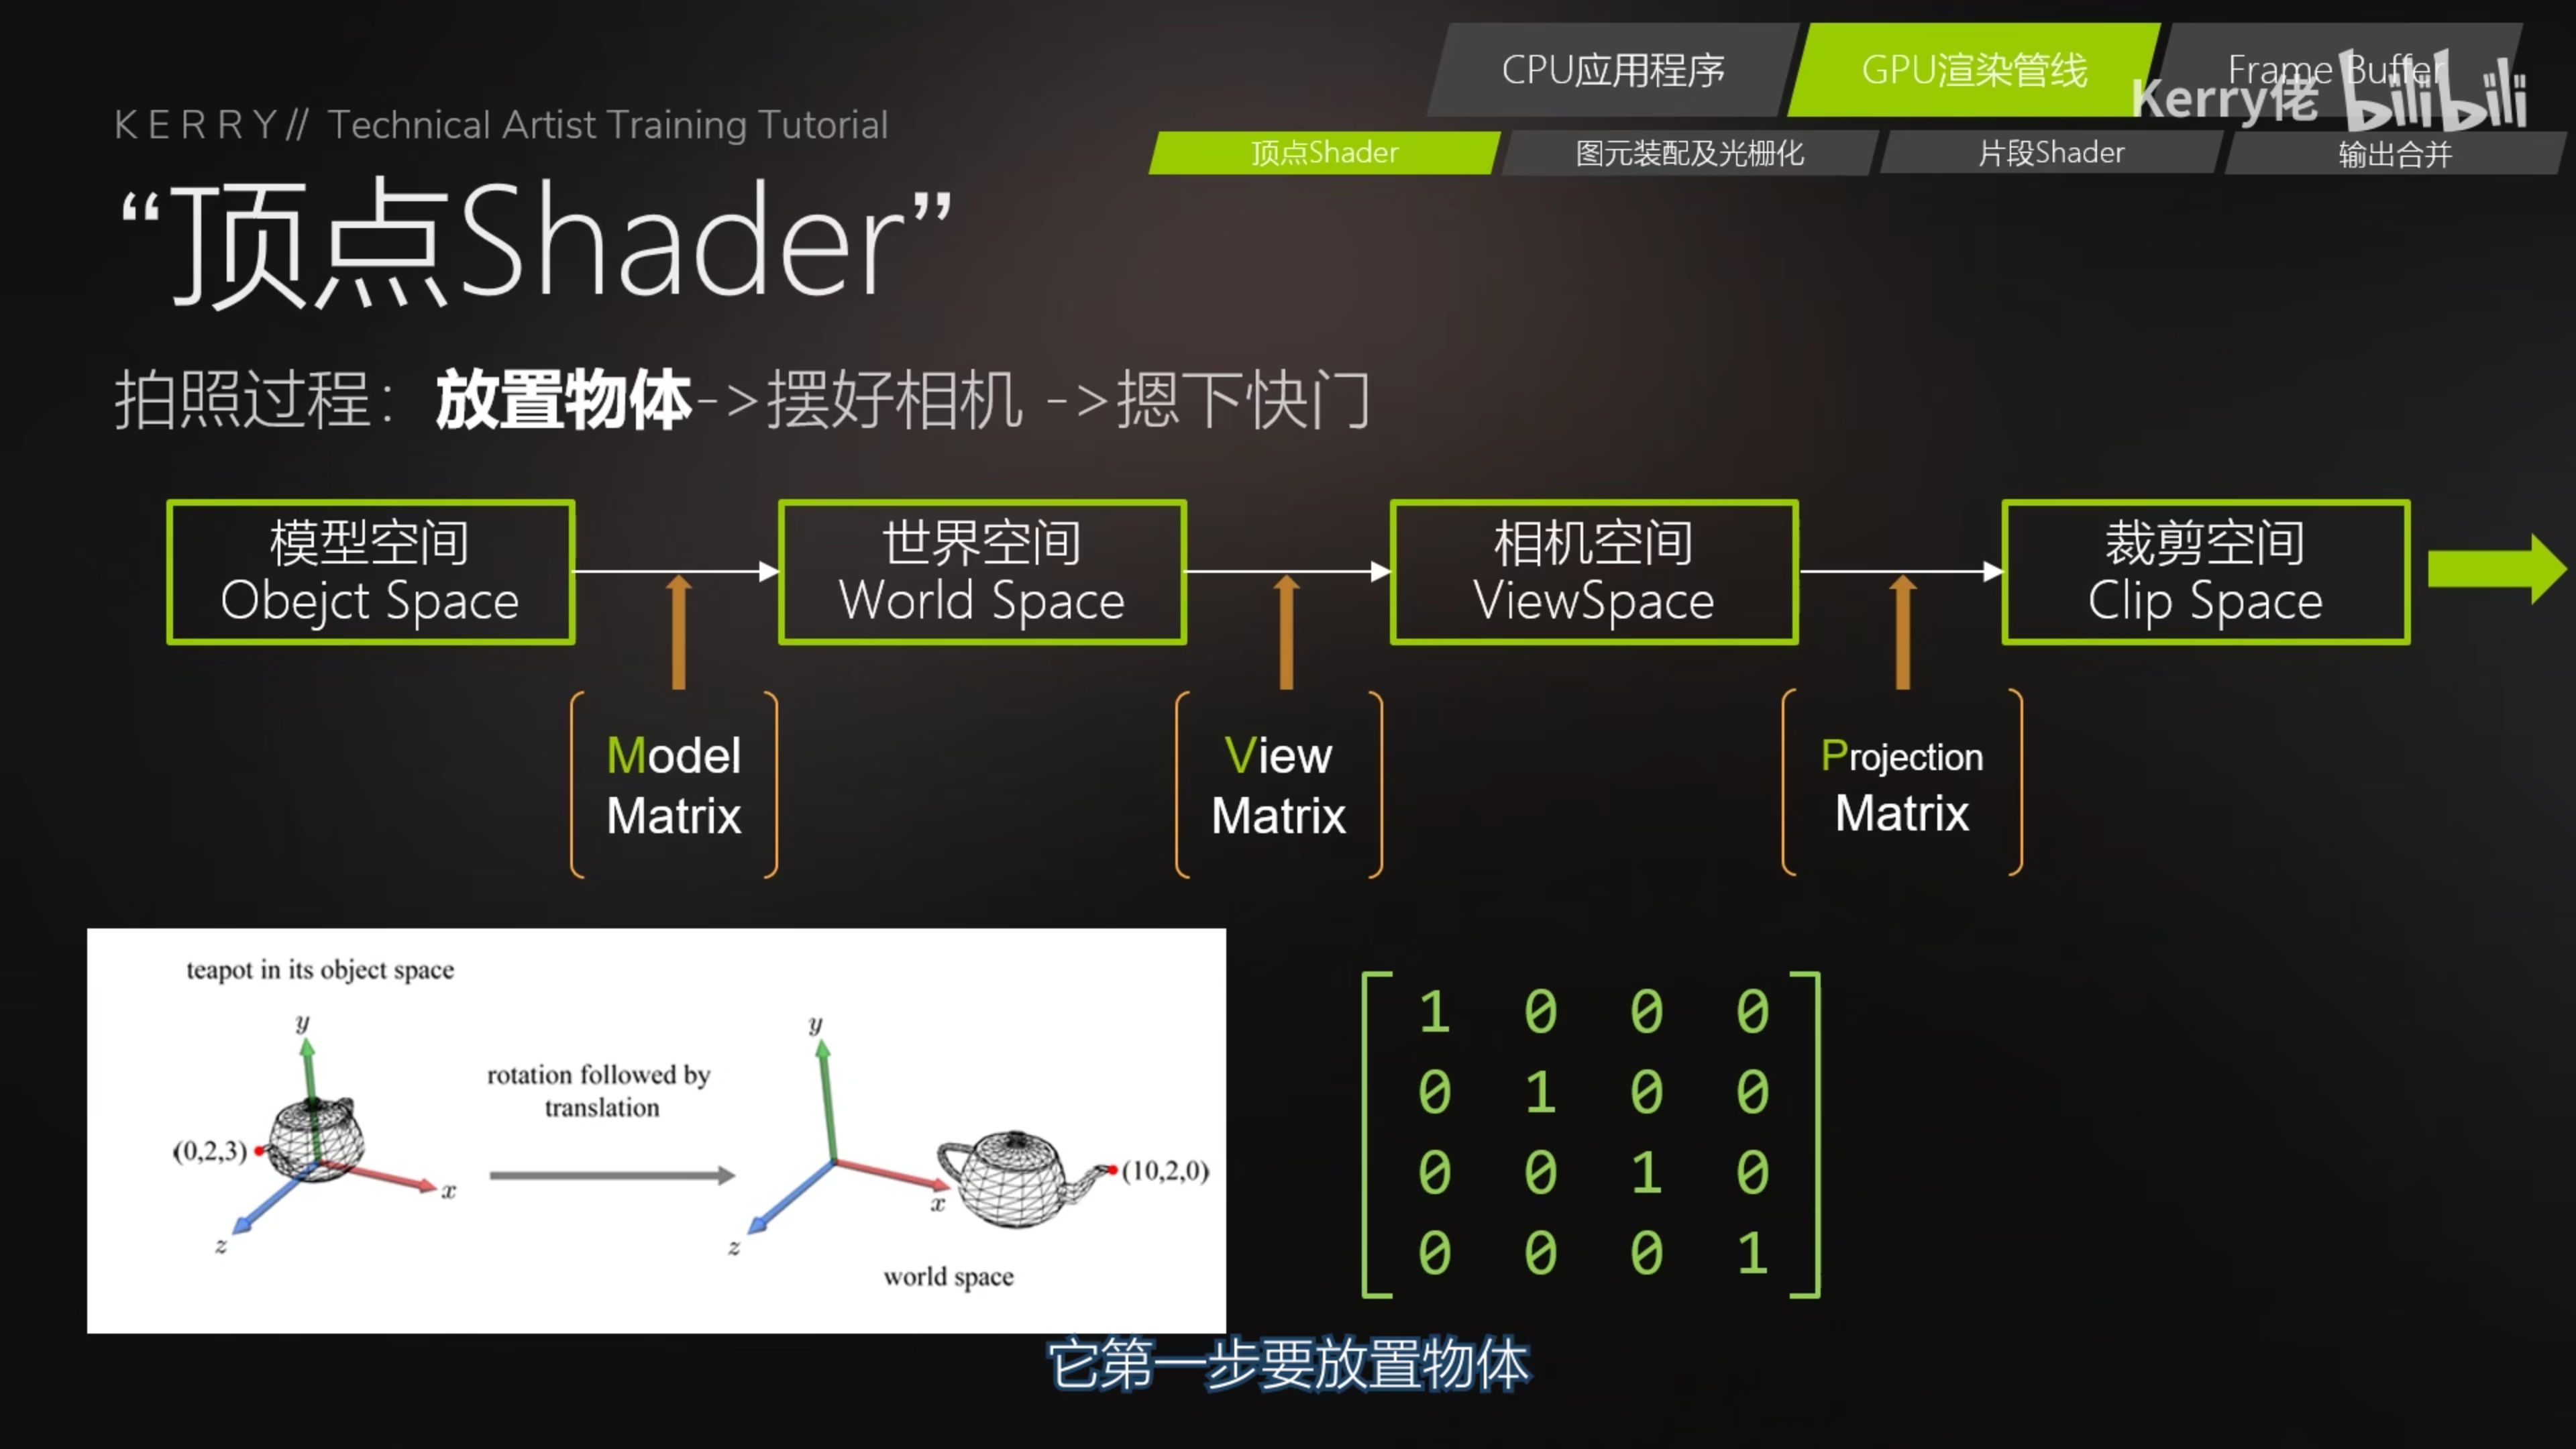 CPU应用程序
GPU渲染管线
Frame Buffer
Kerry佬 bilibili
KERRY// Technical Artist Training Tutorial
顶点Shader
图元装配及光栅化
片段Shader
输出合并
“顶点Shader”
拍照过程：放置物体->摆好相机 ->摁下快门
模型空间
Obejct Space
世界空间
World Space
相机空间
ViewSpace
裁剪空间
Clip Space
Model
Matrix
View
Matrix
Projection
Matrix
teapot in its object space
y
(0,2,3)
x
z
rotation followed by
translation
y
(10,2,0)
x
z
world space
1 0 0 0
0 1 0 0
0 0 1 0
0 0 0 1
它第一步要放置物体